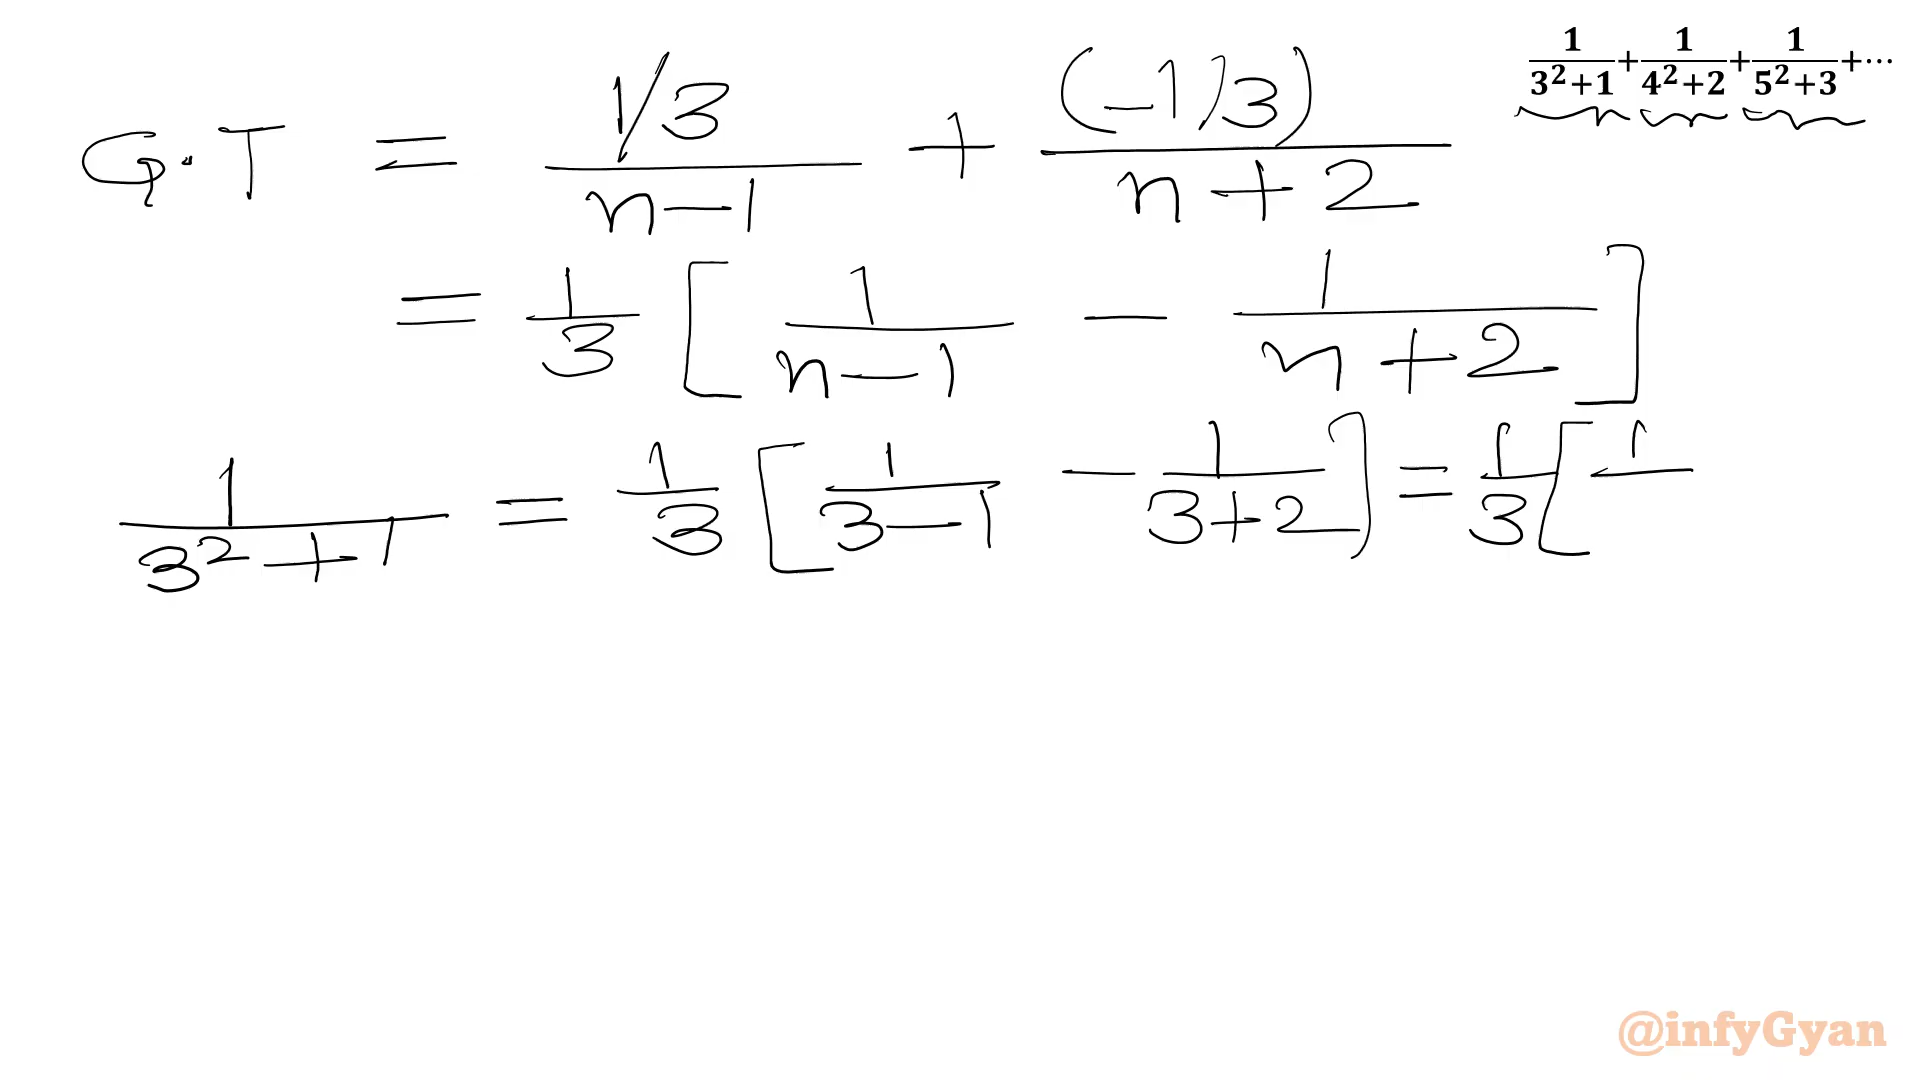 1/(3²+1) + 1/(4²+2) + 1/(5²+3) + ⋯
G.T = (1/3)/(n-1) + (-1/3)/(n+2)
= 1/3 [ 1/(n-1) - 1/(n+2) ]
1/(3²+1) = 1/3 [ 1/(3-1) - 1/(3+2) ] = 1/3 [ 1/
@infyGyan